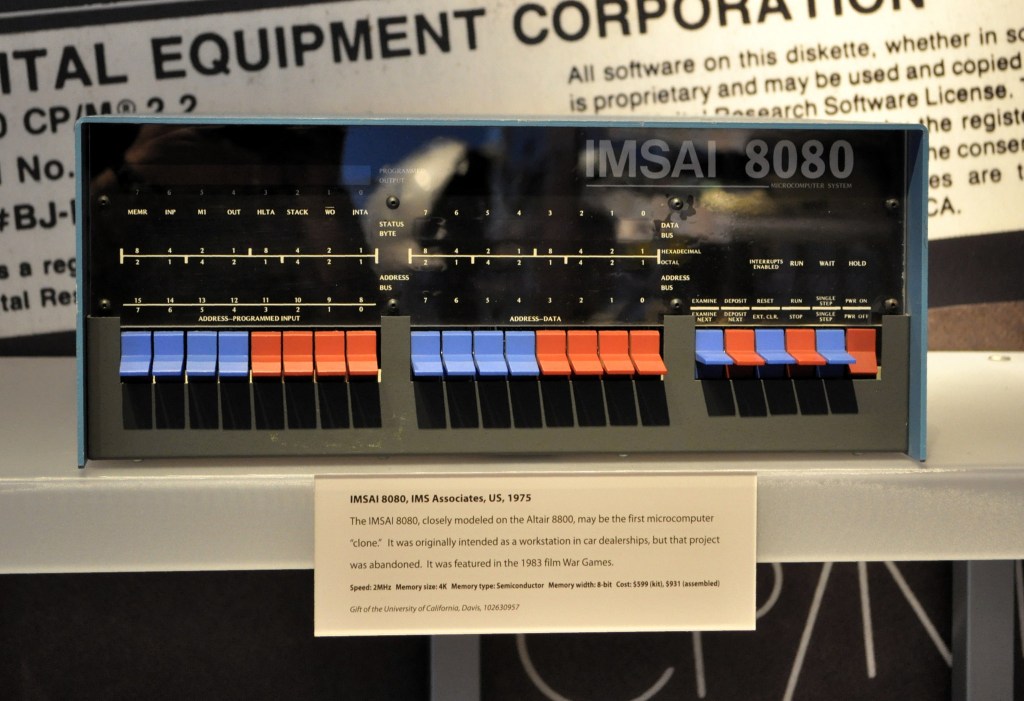 ITAL EQUIPMENT CORPORATION
CP/M® 2.2
No.
#BJ-
s a reg
tal Re
All software on this diskette, whether in so
is proprietary and may be used and copied
Research Software License.
the registe
he conser
es are t
CA.
IMSAI 8080
MICROCOMPUTER SYSTEM
PROGRAMMED
OUTPUT
7 6 5 4 3 2 1 0
MEMR INP M1 OUT HLTA STACK WO INTA
STATUS
BYTE
7 6 5 4 3 2 1 0
DATA
BUS
8 4 2 1 8 4 2 1
2 1 4 2 1 4 2 1
8 4 2 1 8 4 2 1
2 1 4 2 1 4 2 1
HEXADECIMAL
OCTAL
ADDRESS
BUS
ADDRESS
BUS
INTERRUPTS
ENABLED
RUN
WAIT
HOLD
15 14 13 12 11 10 9 8
7 6 5 4 3 2 1 0
ADDRESS-PROGRAMMED INPUT
7 6 5 4 3 2 1 0
ADDRESS-DATA
EXAMINE
DEPOSIT
RESET
RUN
SINGLE
STEP
PWR ON
EXAMINE
NEXT
DEPOSIT
NEXT
EXT. CLR.
STOP
SINGLE
STEP
PWR OFF
IMSAI 8080, IMS Associates, US, 1975
The IMSAI 8080, closely modeled on the Altair 8800, may be the first microcomputer
“clone.” It was originally intended as a workstation in car dealerships, but that project
was abandoned. It was featured in the 1983 film War Games.
Speed: 2MHz Memory size: 4K Memory type: Semiconductor Memory width: 8-bit Cost: $599 (kit), $931 (assembled)
Gift of the University of California, Davis, 102630957